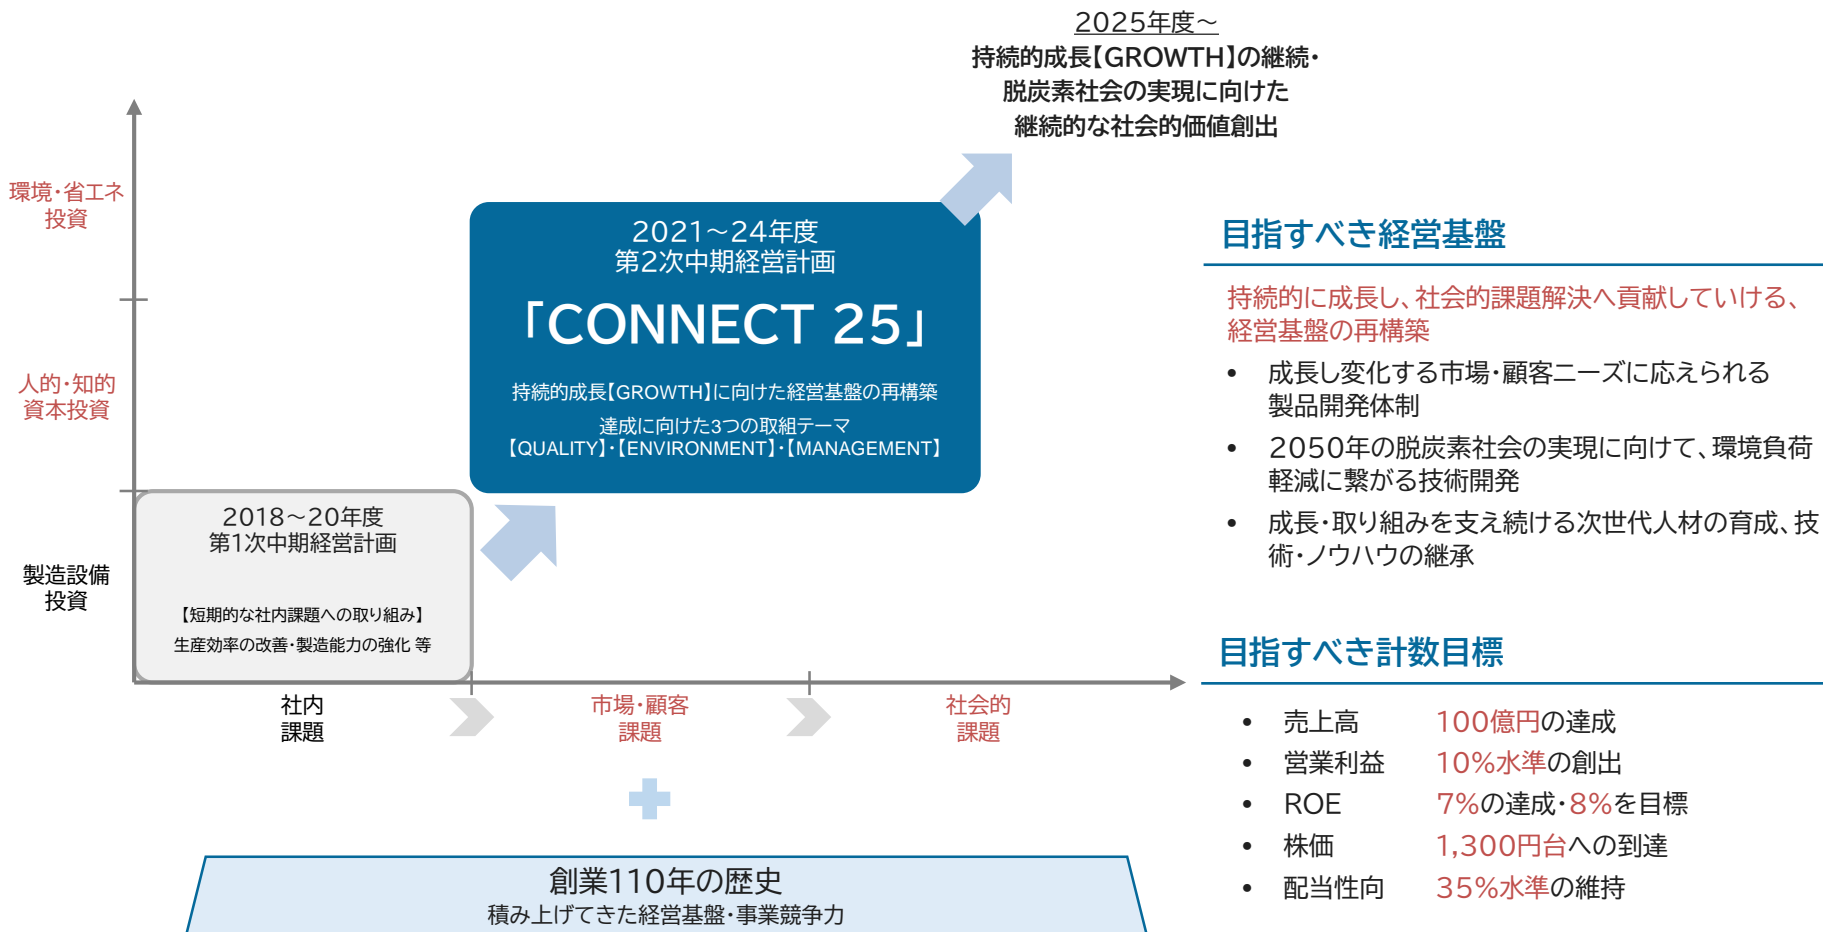 2025年度～
持続的成長【GROWTH】の継続・
脱炭素社会の実現に向けた
継続的な社会的価値創出
環境・省エネ
投資
人的・知的
資本投資
製造設備
投資
2021～24年度
第2次中期経営計画
「CONNECT 25」
持続的成長【GROWTH】に向けた経営基盤の再構築
達成に向けた3つの取組テーマ
【QUALITY】・【ENVIRONMENT】・【MANAGEMENT】
2018～20年度
第1次中期経営計画
【短期的な社内課題への取り組み】
生産効率の改善・製造能力の強化 等
社内
課題
市場・顧客
課題
社会的
課題
創業110年の歴史
積み上げてきた経営基盤・事業競争力
目指すべき経営基盤
持続的に成長し、社会的課題解決へ貢献していける、
経営基盤の再構築
• 成長し変化する市場・顧客ニーズに応えられる
製品開発体制
• 2050年の脱炭素社会の実現に向けて、環境負荷
軽減に繋がる技術開発
• 成長・取り組みを支え続ける次世代人材の育成、技
術・ノウハウの継承
目指すべき計数目標
• 売上高 100億円の達成
• 営業利益 10%水準の創出
• ROE 7%の達成・8%を目標
• 株価 1,300円台への到達
• 配当性向 35%水準の維持